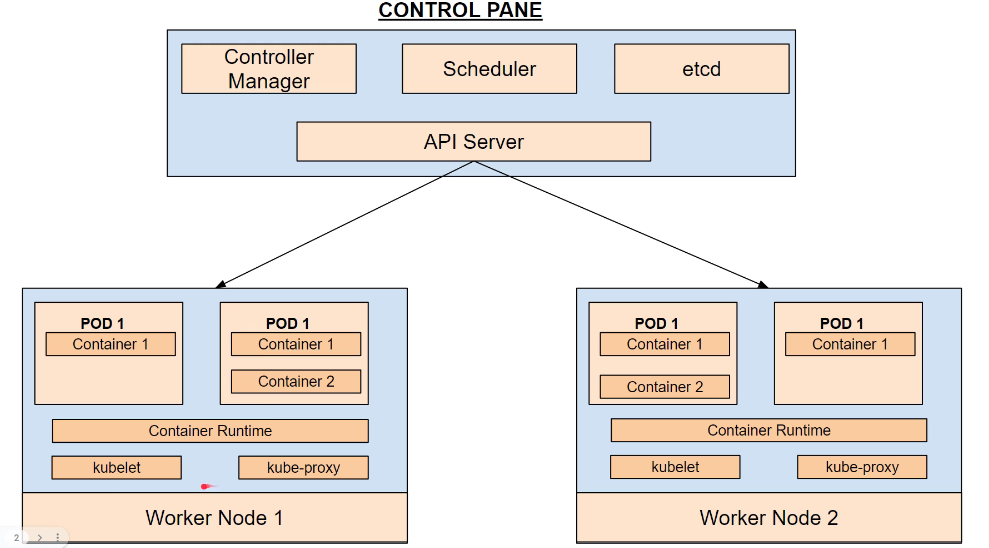 CONTROL PANE
Controller
Manager
Scheduler
etcd
API Server
POD 1
Container 1
POD 1
Container 1
Container 2
Container Runtime
kubelet
kube-proxy
Worker Node 1
POD 1
Container 1
Container 2
POD 1
Container 1
Container Runtime
kubelet
kube-proxy
Worker Node 2
2